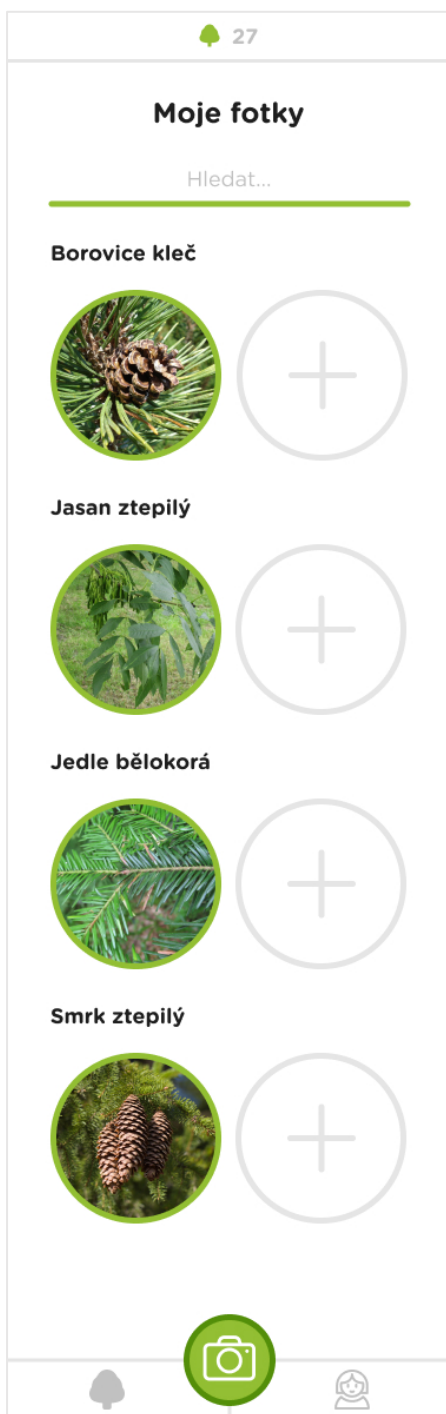 27
Moje fotky
Hledat...
Borovice kleč
Jasan ztepilý
Jedle bělokorá
Smrk ztepilý